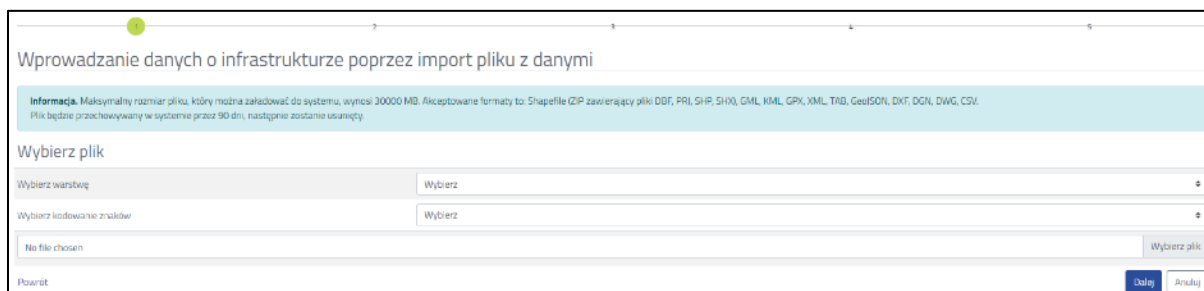 1 2 3 4 5
Wprowadzanie danych o infrastrukturze poprzez import pliku z danymi
Informacja. Maksymalny rozmiar pliku, który można załadować do systemu, wynosi 30000 MB. Akceptowane formaty to: Shapefile (ZIP zawierający pliki DBF, PRJ, SHP, SHX), GML, KML, GPX, XML, TAB, GeoJSON, DXF, DGN, DWG, CSV.
Plik będzie przechowywany w systemie przez 90 dni, następnie zostanie usunięty.
Wybierz plik
Wybierz warstwę Wybierz
Wybierz kodowanie znaków Wybierz
No file chosen Wybierz plik
Powrót Dalej Anuluj